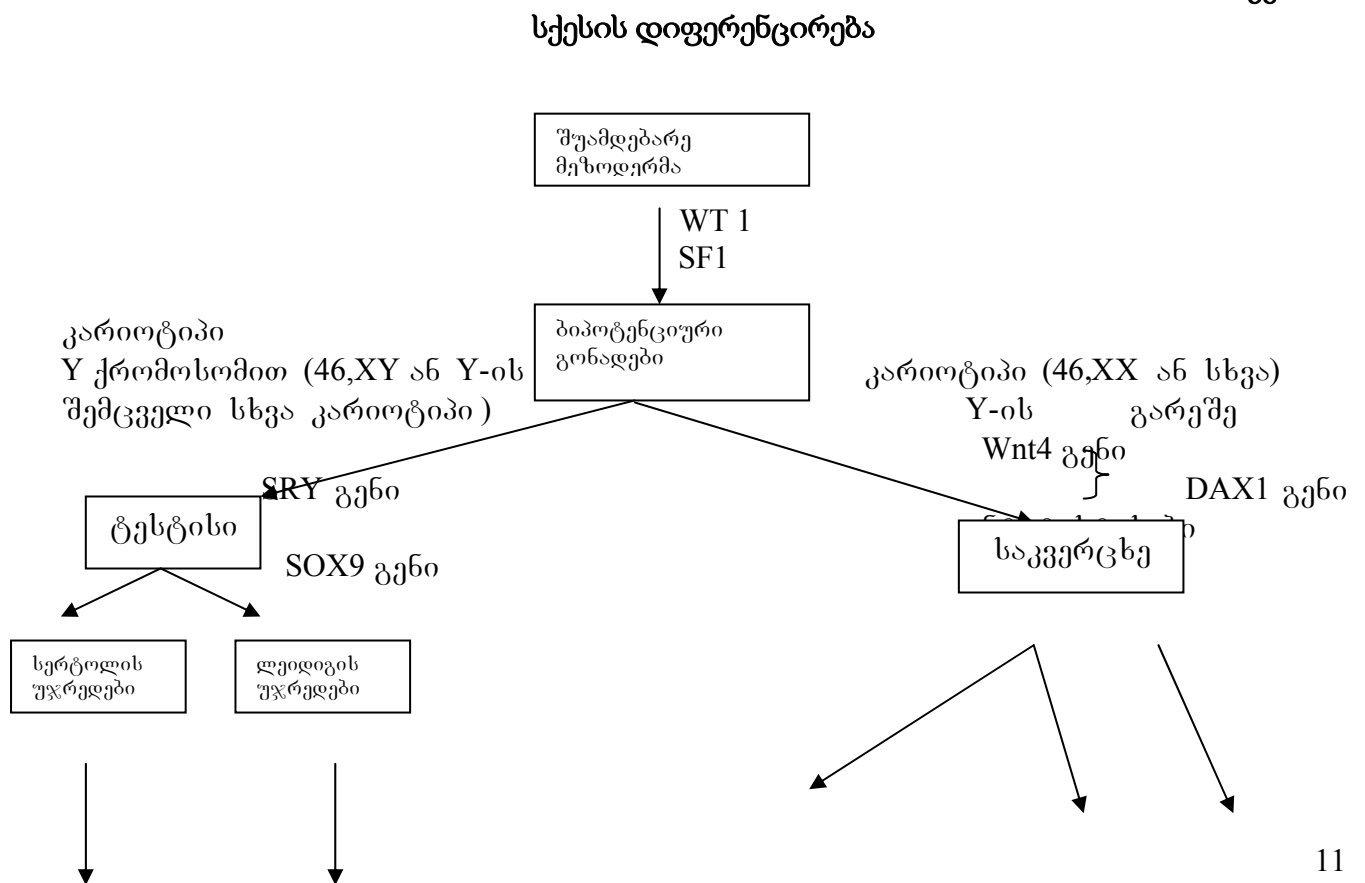 სქესის დიფერენცირება
შუამდებარე
მეზოდერმა
WT 1
SF1
ბიპოტენციური
გონადები
კარიოტიპი
Y ქრომოსომით (46,XY ან Y-ის
შემცველი სხვა კარიოტიპი )
კარიოტიპი (46,XX ან სხვა)
Y-ის გარეშე
Wnt4 გენი
DAX1 გენი
SRY გენი
ტესტისი
SOX9 გენი
საკვერცხე
სერტოლის
უჯრედები
ლეიდიგის
უჯრედები
11